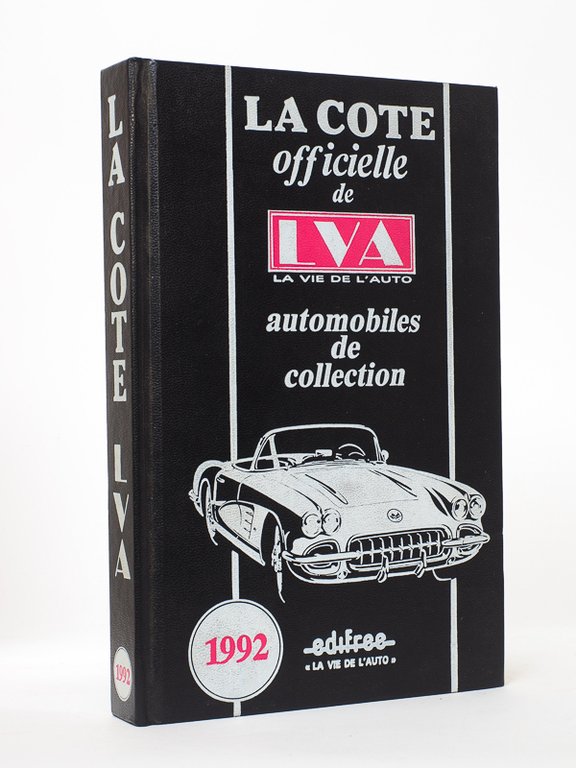 LA COTE LVA
1992
LA COTE
officielle
de
LVA
LA VIE DE L'AUTO
automobiles
de
collection
1992
edifree
« LA VIE DE L'AUTO »